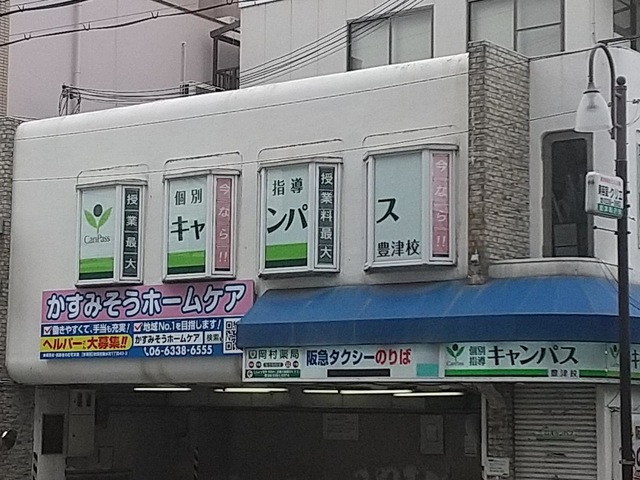 CanPass
授業料最大
個別
キャ
今なら!!
指導
ンパ
授業料最大
ス
豊津校
今なら!!
かすみそうホームケア
働きやすくて、手当も充実!
地域No.1を目指します!
ヘルパー大募集!!
かすみそうホームケア 検索
06-6338-6555
岡村薬局
阪急タクシーのりば
CanPass
個別
指導
キャンパス
豊津校